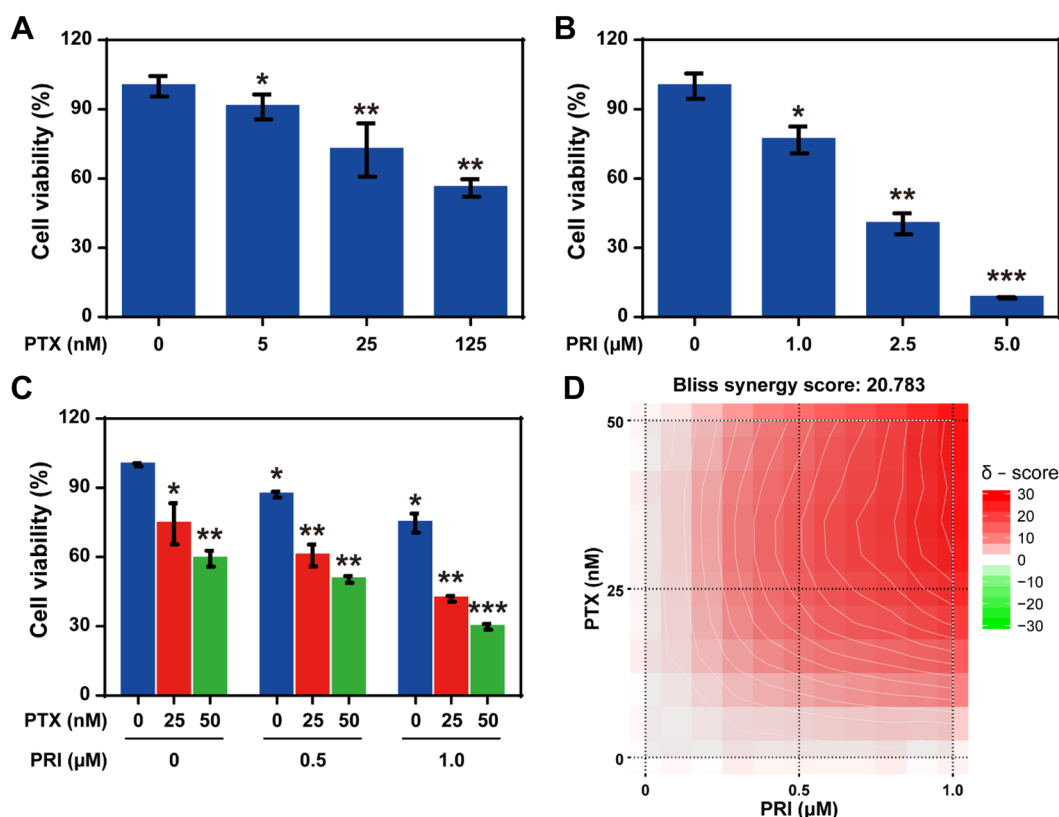 A
120
90
60
30
0
Cell viability (%)
* ** **
PTX (nM) 0 5 25 125
B
120
90
60
30
0
Cell viability (%)
* ** ***
PRI (µM) 0 1.0 2.5 5.0
C
120
90
60
30
0
Cell viability (%)
* ** * ** ** * ** ***
PTX (nM) 0 25 50 0 25 50 0 25 50
PRI (µM) 0 0.5 1.0
D
Bliss synergy score: 20.783
50
25
0
PTX (nM)
0 0.5 1.0
PRI (µM)
δ - score
30
20
10
0
−10
−20
−30